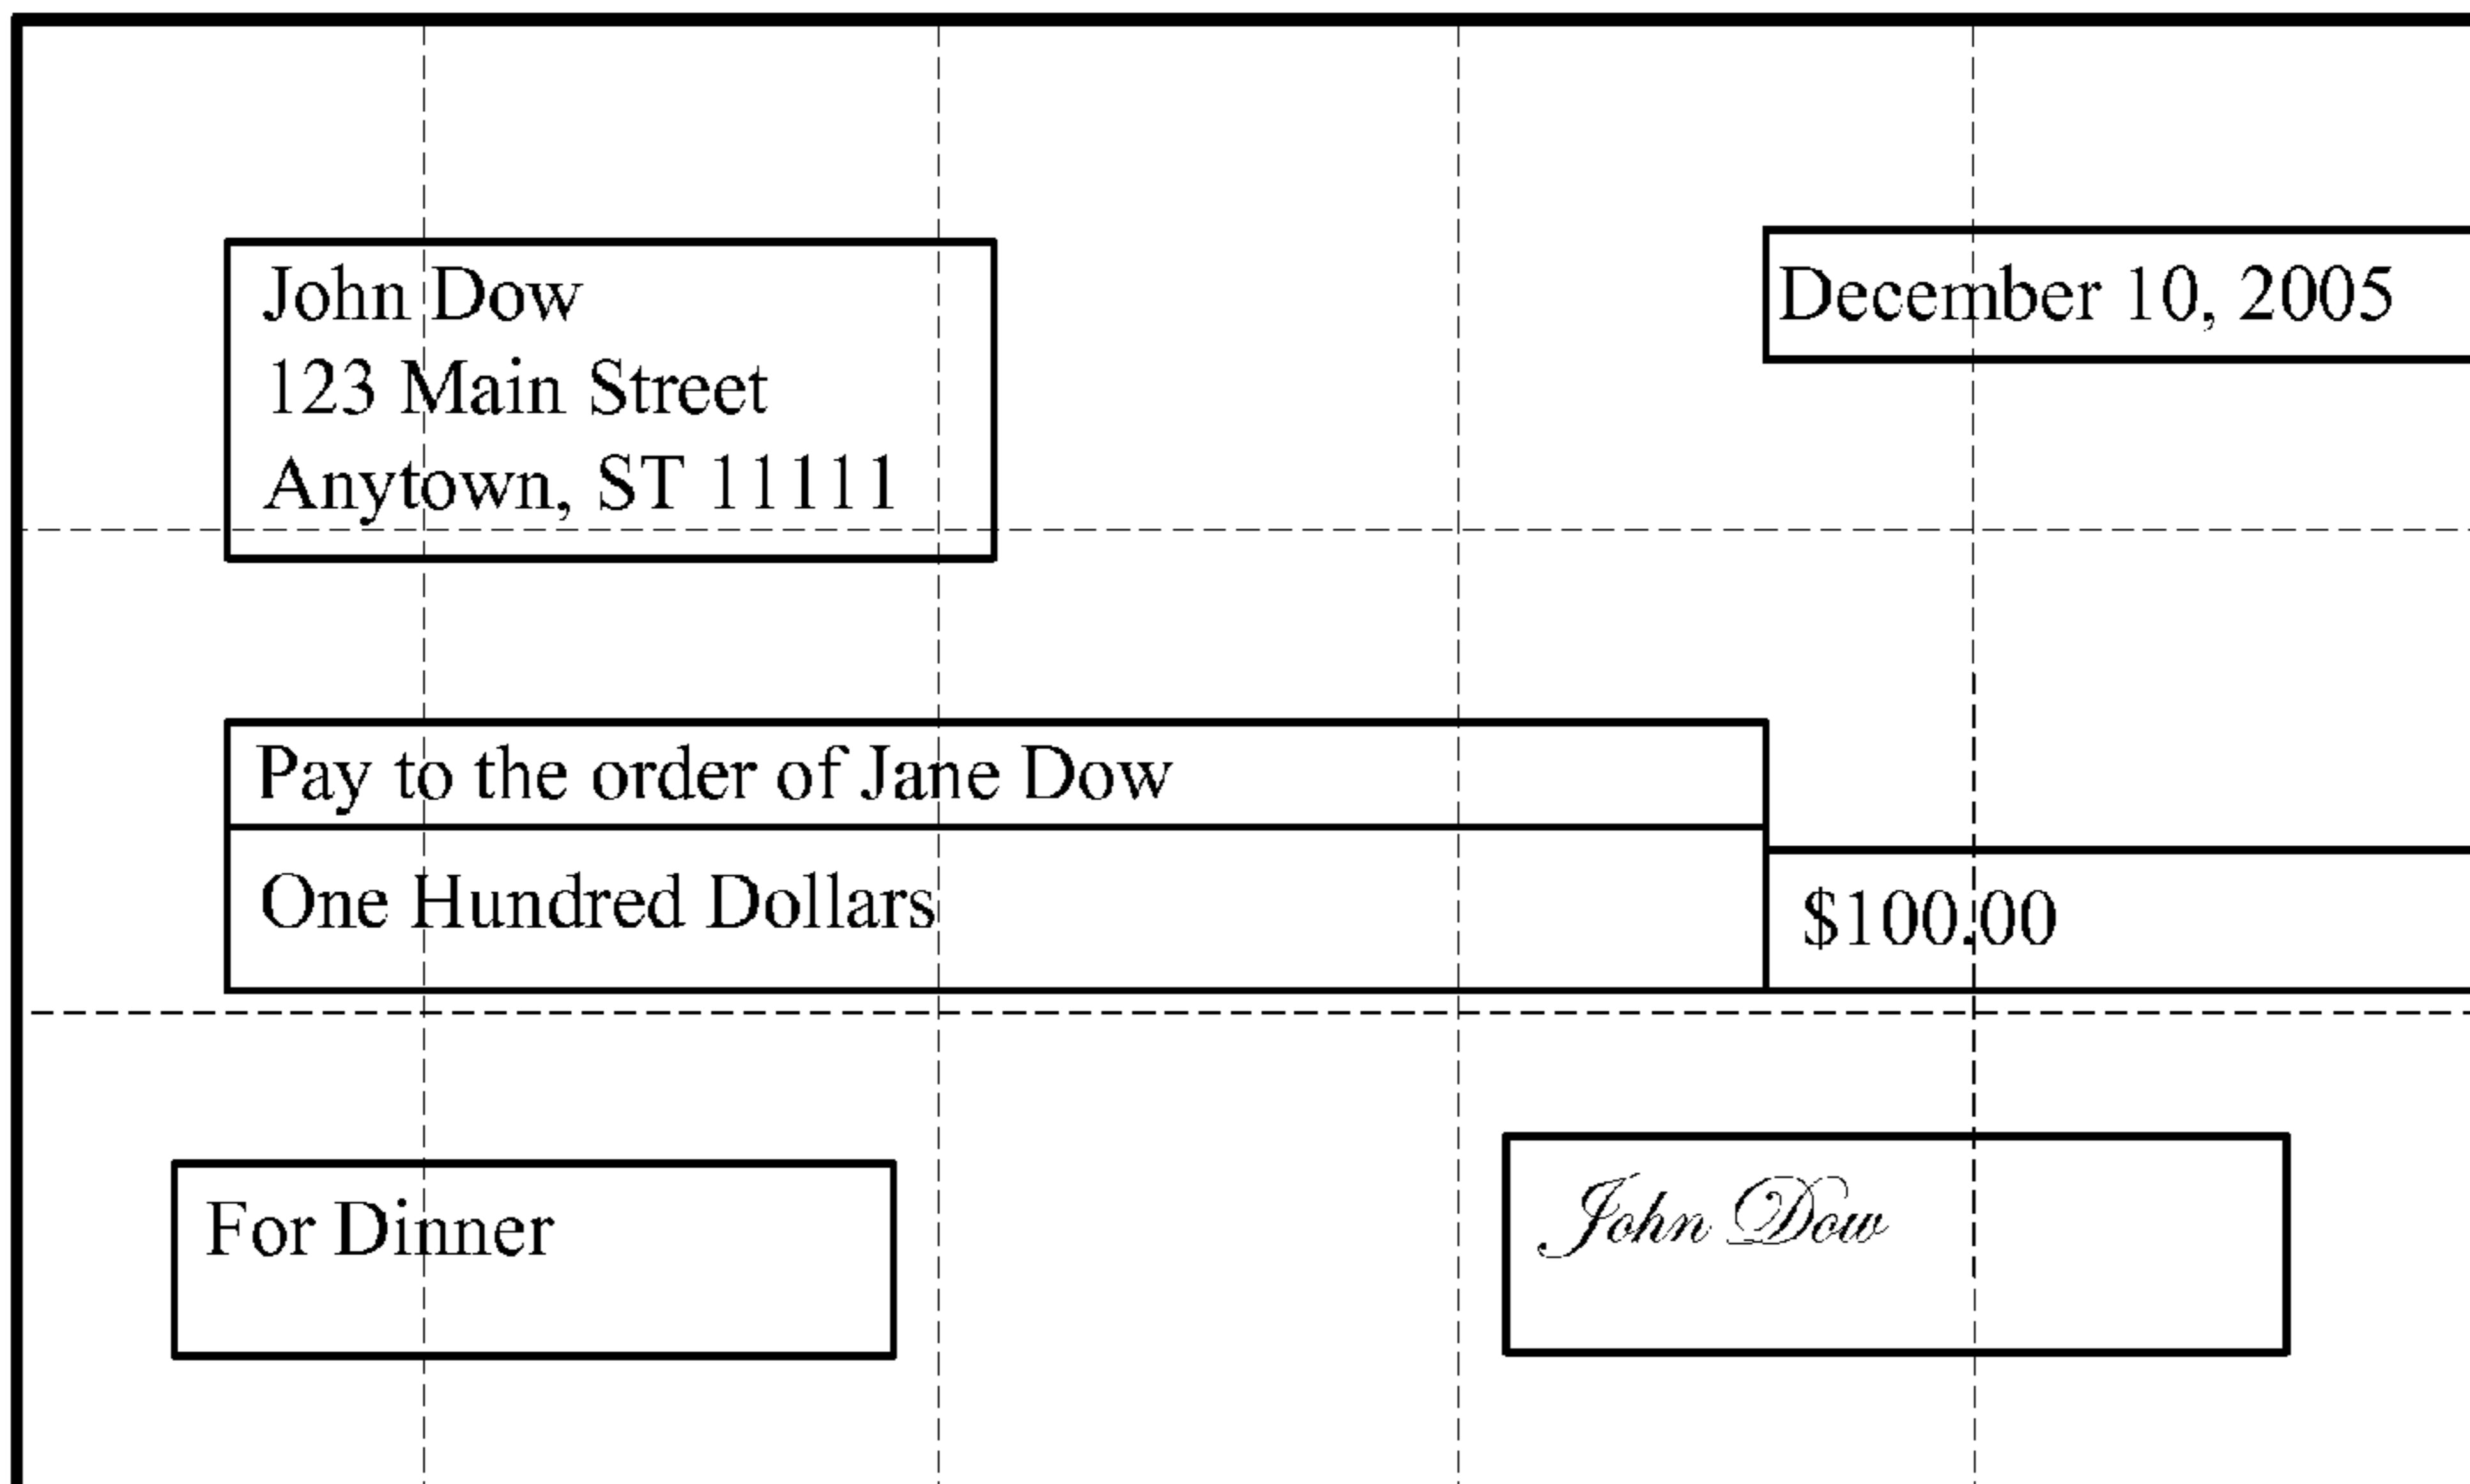 John Dow
123 Main Street
Anytown, ST 11111
December 10, 2005
Pay to the order of Jane Dow
One Hundred Dollars
$100.00
For Dinner
John Dow